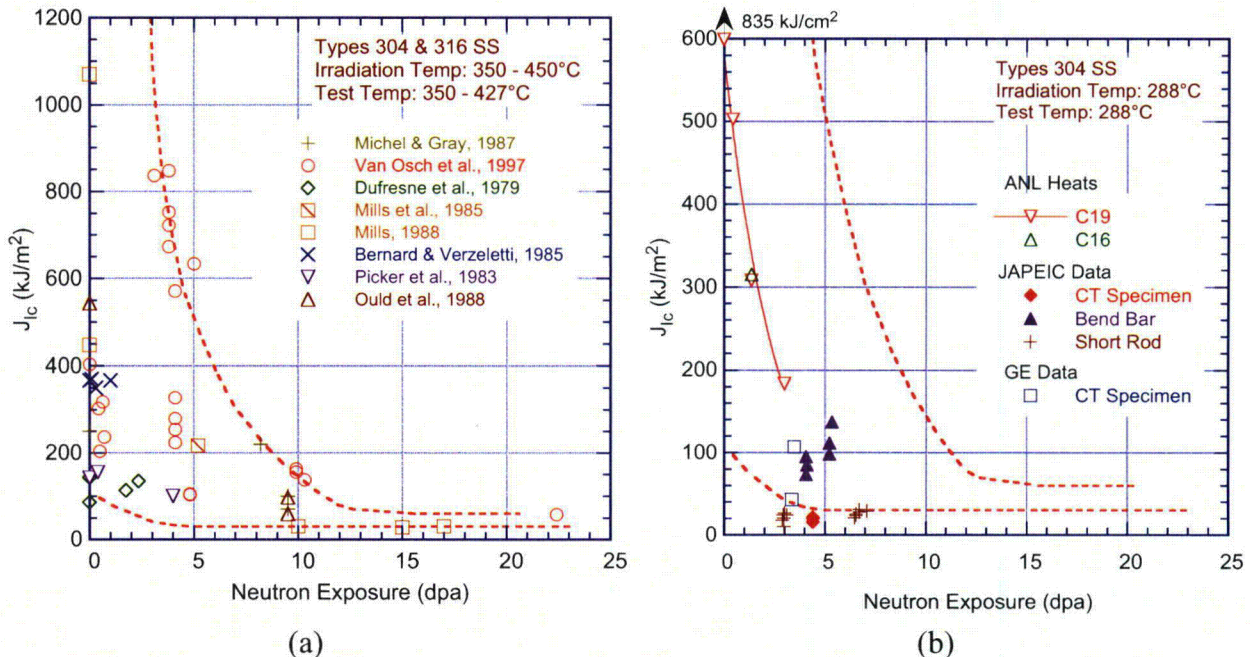 1200
1000
800
600
400
200
0
J_Ic (kJ/m²)
0 5 10 15 20 25
Neutron Exposure (dpa)
Types 304 & 316 SS
Irradiation Temp: 350 - 450°C
Test Temp: 350 - 427°C
Michel & Gray, 1987
Van Osch et al., 1997
Dufresne et al., 1979
Mills et al., 1985
Mills, 1988
Bernard & Verzeletti, 1985
Picker et al., 1983
Ould et al., 1988
(a)
835 kJ/cm²
600
500
400
300
200
100
0
J_Ic (kJ/m²)
0 5 10 15 20 25
Neutron Exposure (dpa)
Types 304 SS
Irradiation Temp: 288°C
Test Temp: 288°C
ANL Heats
C19
C16
JAPEIC Data
CT Specimen
Bend Bar
Short Rod
GE Data
CT Specimen
(b)